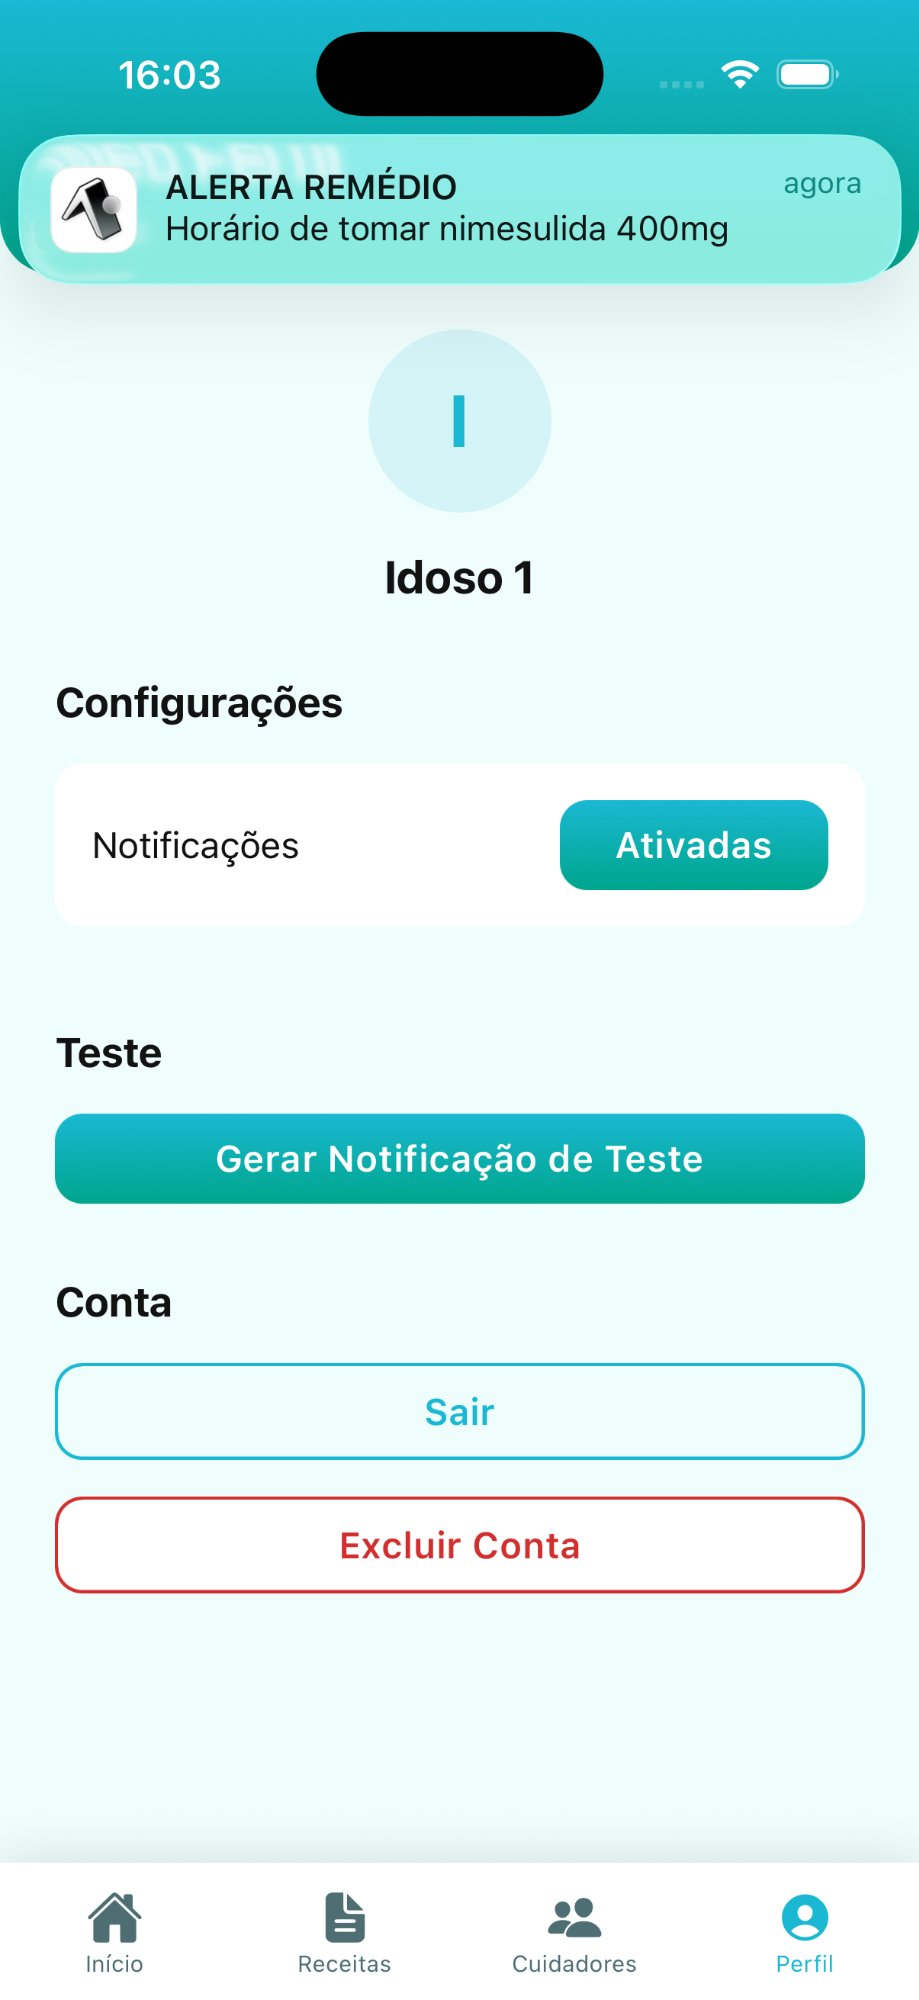 16:03
ALERTA REMÉDIO
agora
Horário de tomar nimesulida 400mg
I
Idoso 1
Configurações
Notificações
Ativadas
Teste
Gerar Notificação de Teste
Conta
Sair
Excluir Conta
Início
Receitas
Cuidadores
Perfil